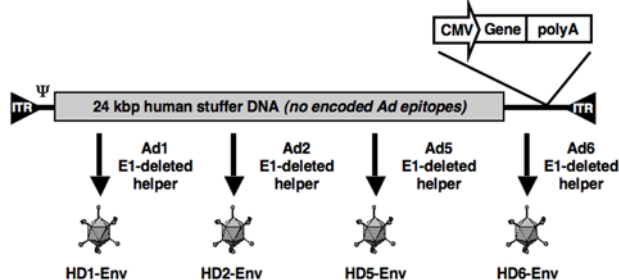 CMV Gene polyA
Ψ
ITR 24 kbp human stuffer DNA (no encoded Ad epitopes) ITR
Ad1 Ad2 Ad5 Ad6
E1-deleted E1-deleted E1-deleted E1-deleted
helper helper helper helper
HD1-Env HD2-Env HD5-Env HD6-Env